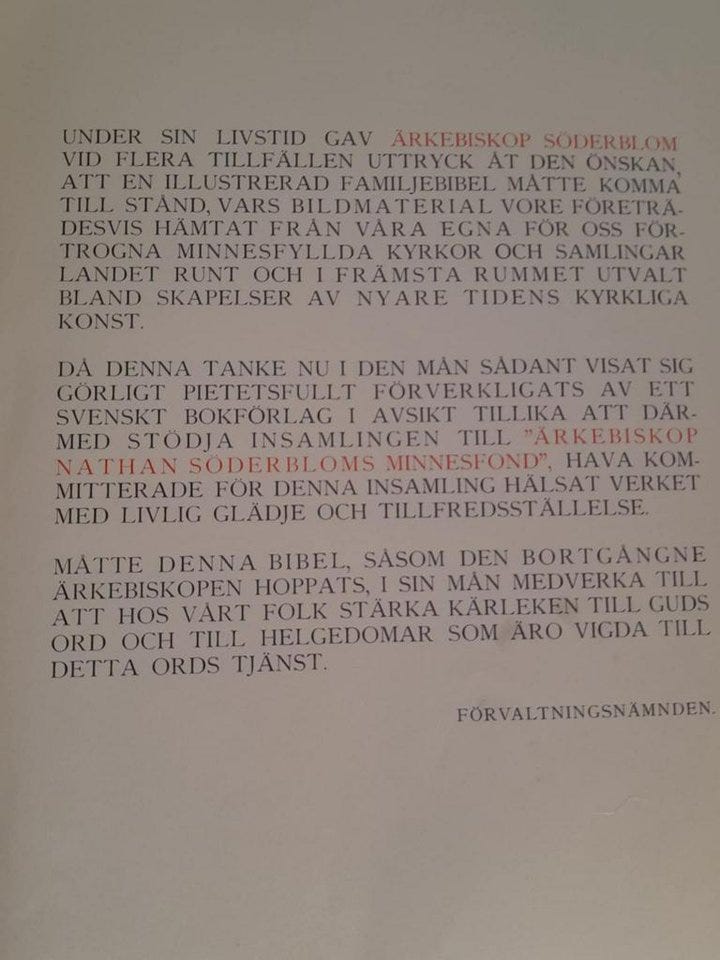 UNDER SIN LIVSTID GAV ÄRKEBISKOP SÖDERBLOM
VID FLERA TILLFÄLLEN UTTRYCK ÅT DEN ÖNSKAN,
ATT EN ILLUSTRERAD FAMILJEBIBEL MÅTTE KOMMA
TILL STÅND, VARS BILDMATERIAL VORE FÖRETRÄ-
DESVIS HÄMTAT FRÅN VÅRA EGNA FÖR OSS FÖR-
TROGNA MINNESFYLLDA KYRKOR OCH SAMLINGAR
LANDET RUNT OCH I FRÄMSTA RUMMET UTVALT
BLAND SKAPELSER AV NYARE TIDENS KYRKLIGA
KONST.
DÅ DENNA TANKE NU I DEN MÅN SÅDANT VISAT SIG
GÖRLIGT PIETETSFULLT FÖRVERKLIGATS AV ETT
SVENSKT BOKFÖRLAG I AVSIKT TILLIKA ATT DÄR-
MED STÖDJA INSAMLINGEN TILL "ÄRKEBISKOP
NATHAN SÖDERBLOMS MINNESFOND", HAVA KOM-
MITTERADE FÖR DENNA INSAMLING HÄLSAT VERKET
MED LIVLIG GLÄDJE OCH TILLFREDSSTÄLLELSE.
MÅTTE DENNA BIBEL, SÅSOM DEN BORTGÅNGNE
ÄRKEBISKOPEN HOPPATS, I SIN MÅN MEDVERKA TILL
ATT HOS VÅRT FOLK STÄRKA KÄRLEKEN TILL GUDS
ORD OCH TILL HELGEDOMAR SOM ÄRO VIGDA TILL
DETTA ORDS TJÄNST.
FÖRVALTNINGSNÄMNDEN.